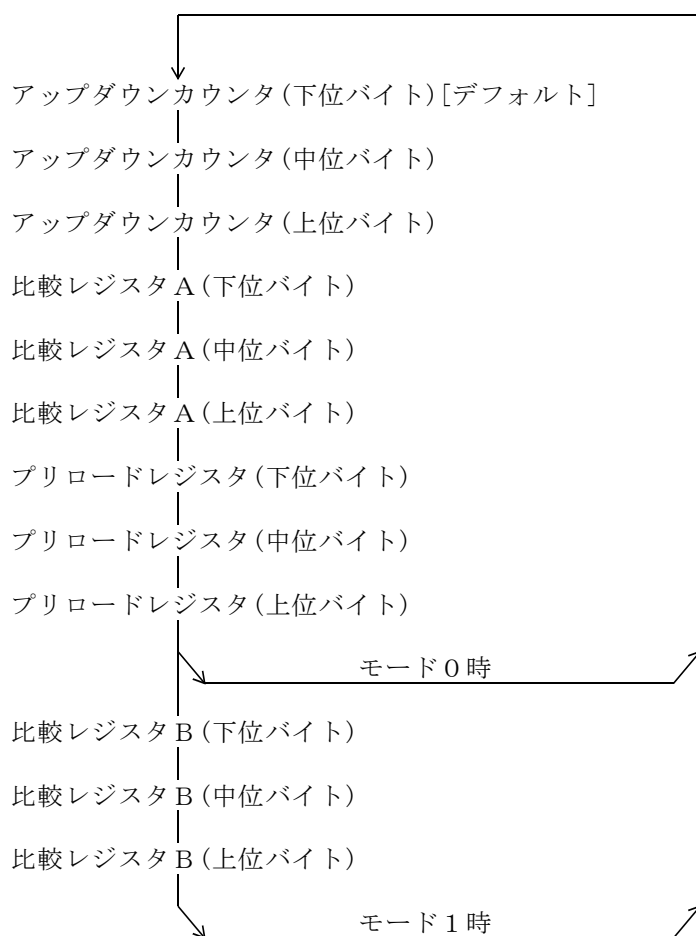 アップダウンカウンタ(下位バイト)[デフォルト]
アップダウンカウンタ(中位バイト)
アップダウンカウンタ(上位バイト)
比較レジスタA(下位バイト)
比較レジスタA(中位バイト)
比較レジスタA(上位バイト)
プリロードレジスタ(下位バイト)
プリロードレジスタ(中位バイト)
プリロードレジスタ(上位バイト)
モード0時
比較レジスタB(下位バイト)
比較レジスタB(中位バイト)
比較レジスタB(上位バイト)
モード1時